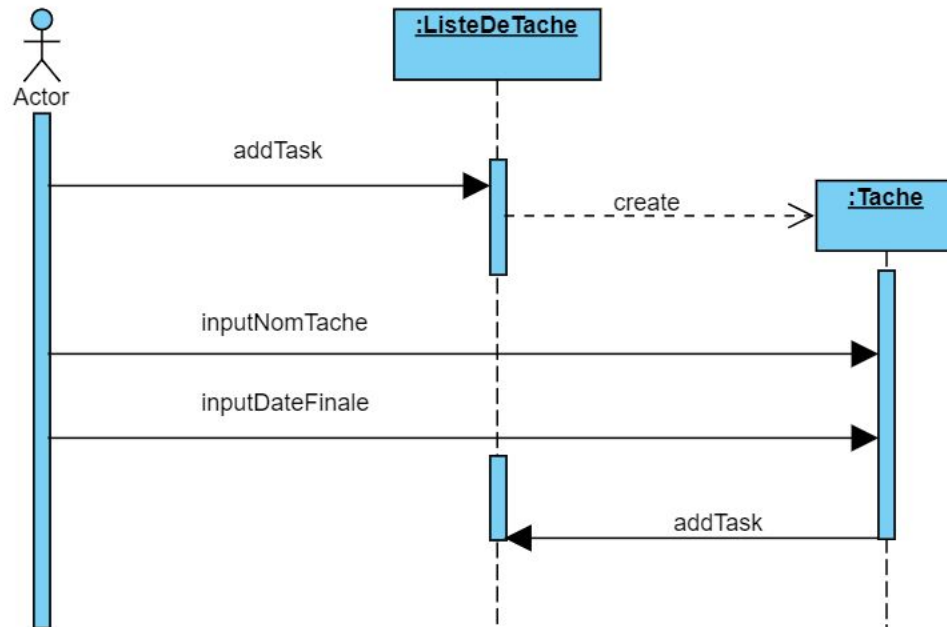 :ListeDeTache
Actor
addTask
create
:Tache
inputNomTache
inputDateFinale
addTask